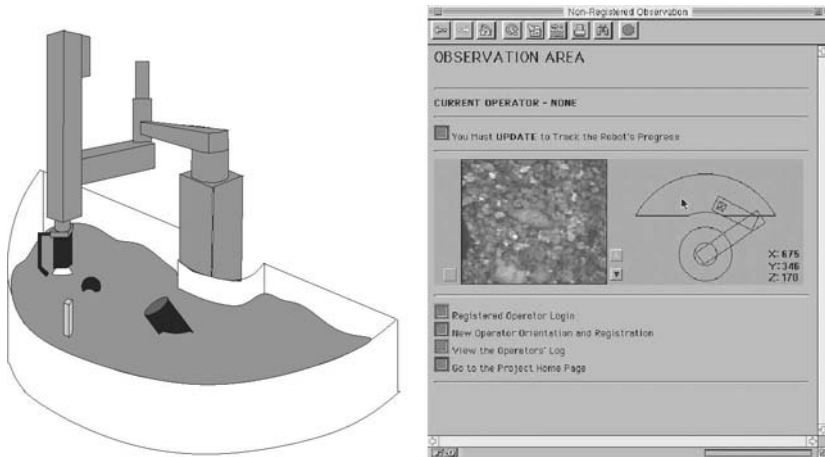 Non-Registered Observation
OBSERVATION AREA
CURRENT OPERATOR - NONE
You Must UPDATE to Track the Robot's Progress
X: 675
Y: 346
Z: 170
Registered Operator Login
New Operator Orientation and Registration
View the Operators' Log
Go to the Project Home Page